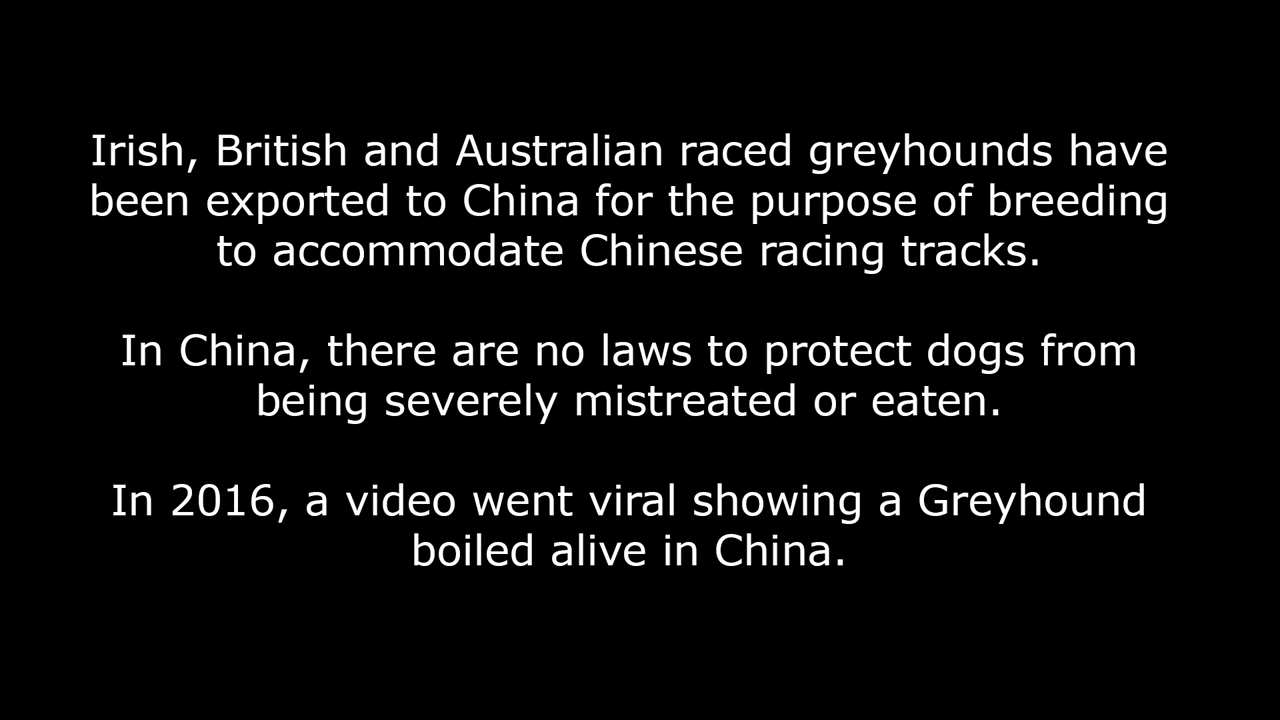 Irish, British and Australian raced greyhounds have
been exported to China for the purpose of breeding
to accommodate Chinese racing tracks.
In China, there are no laws to protect dogs from
being severely mistreated or eaten.
In 2016, a video went viral showing a Greyhound
boiled alive in China.